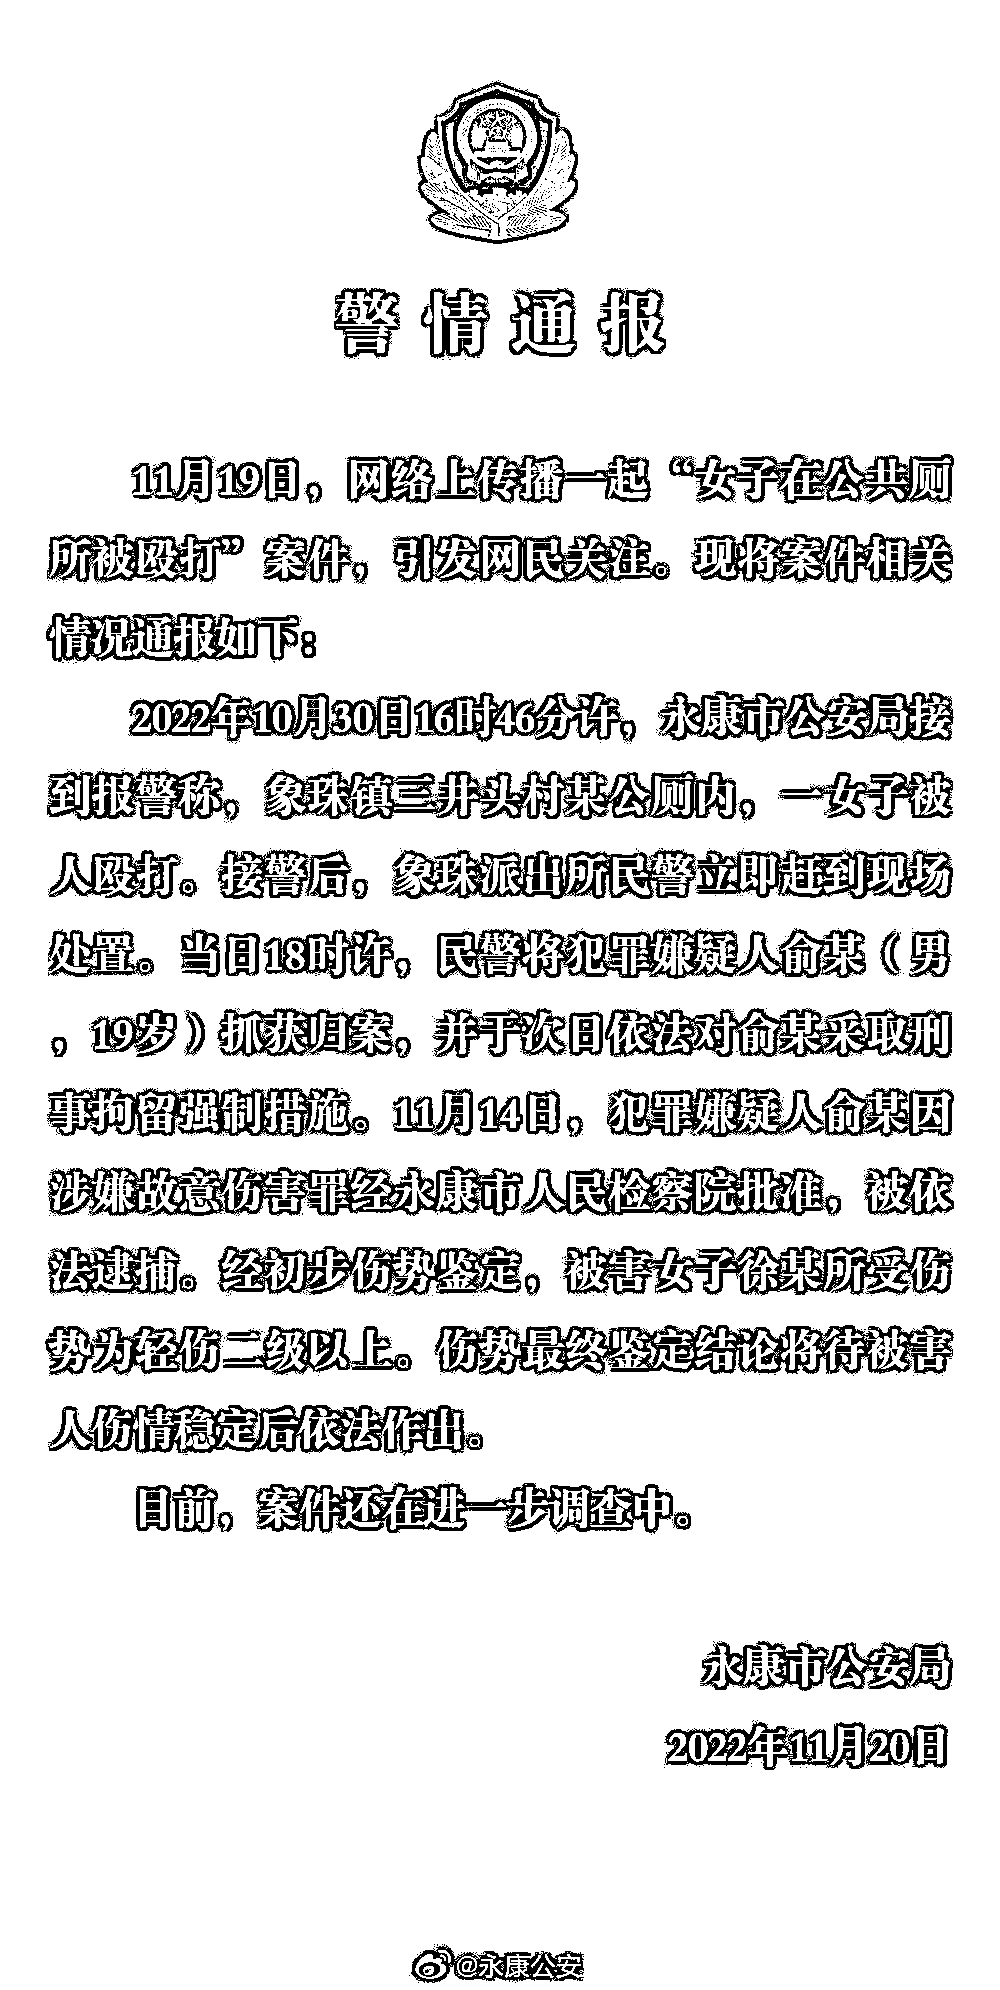 警情通报
11月19日，网络上传播一起“女子在公共厕
所被殴打”案件，引发网民关注。现将案件相关
情况通报如下：
2022年10月30日16时46分许，永康市公安局接
到报警称，象珠镇三井头村某公厕内，一女子被
人殴打。接警后，象珠派出所民警立即赶到现场
处置。当日18时许，民警将犯罪嫌疑人俞某（男
，19岁）抓获归案，并于次日依法对俞某采取刑
事拘留强制措施。11月14日，犯罪嫌疑人俞某因
涉嫌故意伤害罪经永康市人民检察院批准，被依
法逮捕。经初步伤势鉴定，被害女子徐某所受伤
势为轻伤二级以上。伤势最终鉴定结论将待被害
人伤情稳定后依法作出。
目前，案件还在进一步调查中。
永康市公安局
2022年11月20日
@永康公安